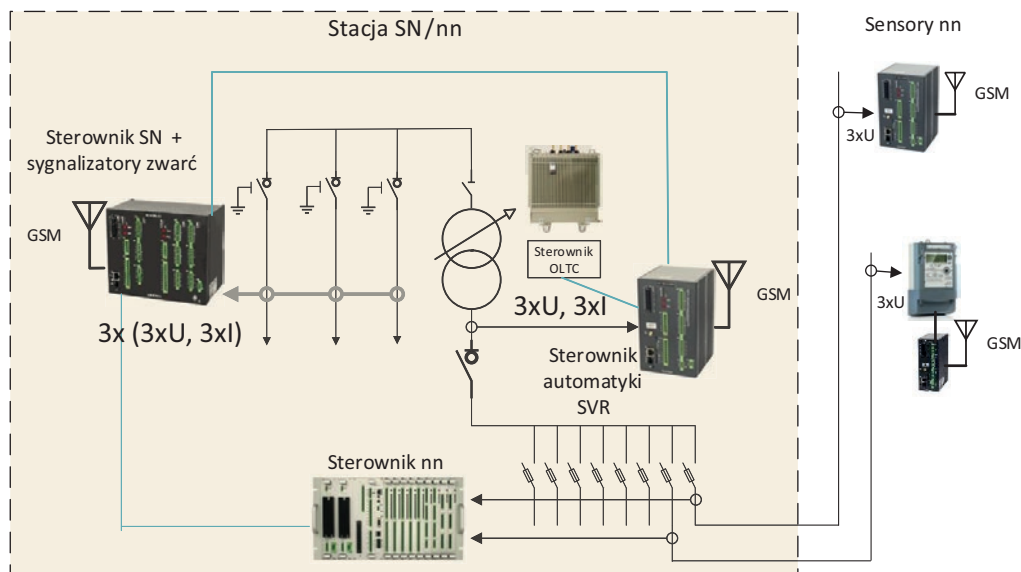 Stacja SN/nn
Sensory nn
GSM
3xU
Sterownik SN +
sygnalizatory zwarć
GSM
3x (3xU, 3xI)
Sterownik
OLTC
GSM
3xU, 3xI
Sterownik
automatyki
SVR
3xU
GSM
Sterownik nn